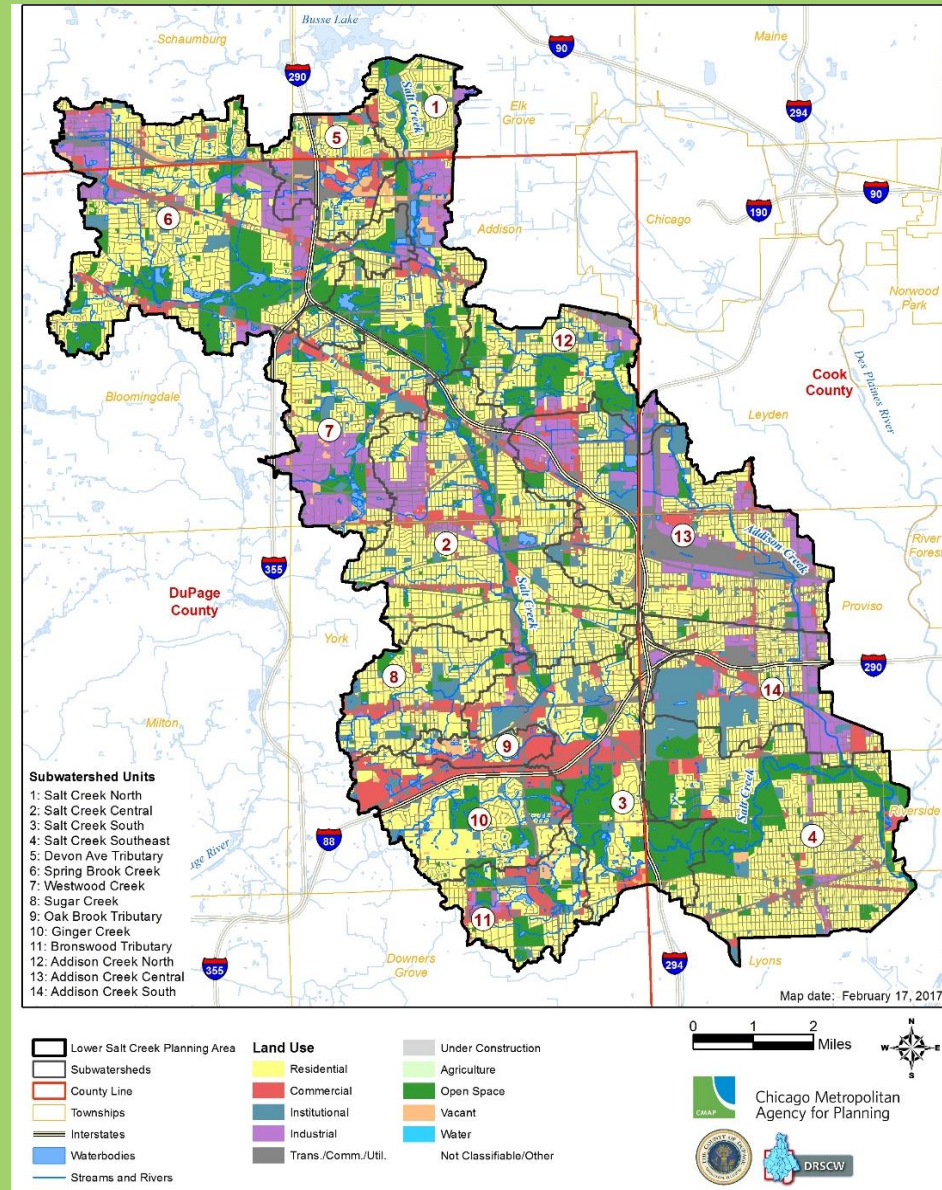 Busse Lake
Schaumburg
90
Maine
290
Salt Creek
1
Elk
Grove
294
5
90
190
Chicago
6
Addison
Norwood
Park
12
Des Plaines River
Cook
County
Bloomingdale
Leyden
7
2
13
Addison Creek
River
Forest
355
DuPage
County
Salt Creek
York
Proviso
290
8
14
Milton
9
Subwatershed Units
1: Salt Creek North
2: Salt Creek Central
3: Salt Creek South
4: Salt Creek Southeast
5: Devon Ave Tributary
6: Spring Brook Creek
7: Westwood Creek
8: Sugar Creek
9: Oak Brook Tributary
10: Ginger Creek
11: Bronswood Tributary
12: Addison Creek North
13: Addison Creek Central
14: Addison Creek South
3
Salt Creek
Riverside
10
4
88
River
11
355
Downers
Grove
294
Lyons
Map date: February 17, 2017
Lower Salt Creek Planning Area
Subwatersheds
County Line
Townships
Interstates
Waterbodies
Streams and Rivers
Land Use
Residential
Commercial
Institutional
Industrial
Trans./Comm./Util.
Under Construction
Agriculture
Open Space
Vacant
Water
Not Classifiable/Other
0 1 2
Miles
N
W E
S
CMAP
Chicago Metropolitan
Agency for Planning
DRSCW